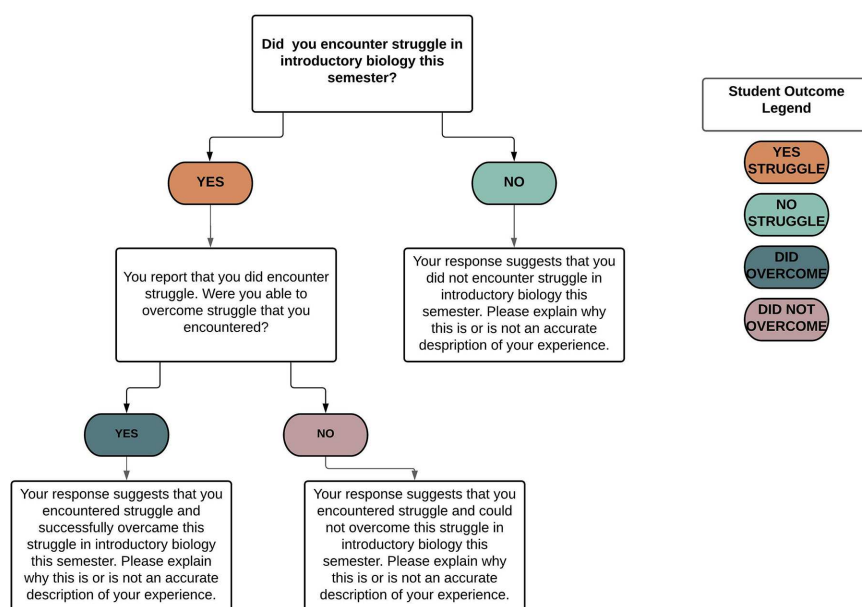 Did you encounter struggle in
introductory biology this
semester?
Student Outcome
Legend
YES
STRUGGLE
NO
STRUGGLE
DID
OVERCOME
DID NOT
OVERCOME
YES
NO
You report that you did encounter
struggle. Were you able to
overcome struggle that you
encountered?
Your response suggests that you
did not encounter struggle in
introductory biology this
semester. Please explain why
this is or is not an accurate
despription of your experience.
YES
NO
Your response suggests that you
encountered struggle and
successfully overcame this
struggle in introductory biology
this semester. Please explain
why this is or is not an accurate
description of your experience.
Your response suggests that you
encountered struggle and could
not overcome this struggle in
introductory biology this
semester. Please explain why
this is or is not an accurate
description of your experience.